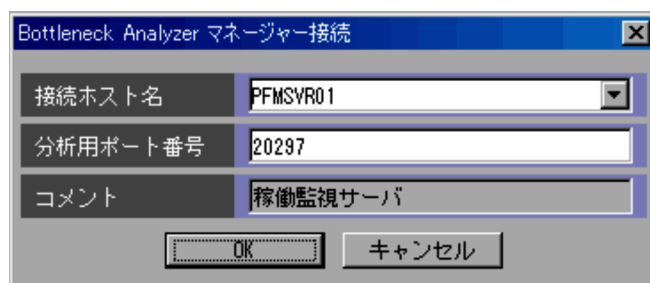 Bottleneck Analyzer マネージャー接続
接続ホスト名 PFMSVR01
分析用ポート番号 20297
コメント 稼働監視サーバ
OK キャンセル